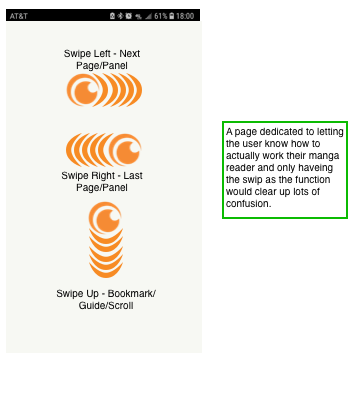 AT&T 61% 18:00
Swipe Left - Next
Page/Panel
Swipe Right - Last
Page/Panel
Swipe Up - Bookmark/
Guide/Scroll
A page dedicated to letting
the user know how to
actually work their manga
reader and only haveing
the swip as the function
would clear up lots of
confusion.